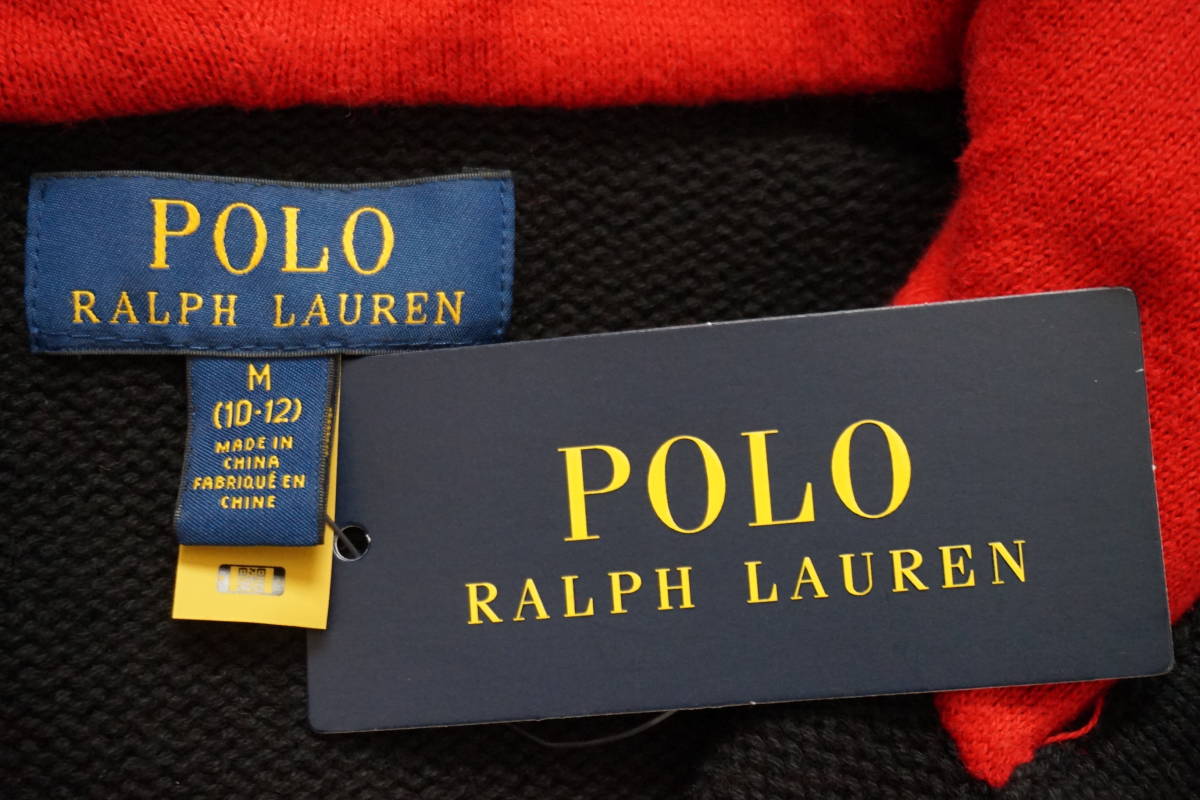 POLO
RALPH LAUREN
M
(10-12)
MADE IN
CHINA
FABRIQUÉ EN
CHINE
POLO
RALPH LAUREN